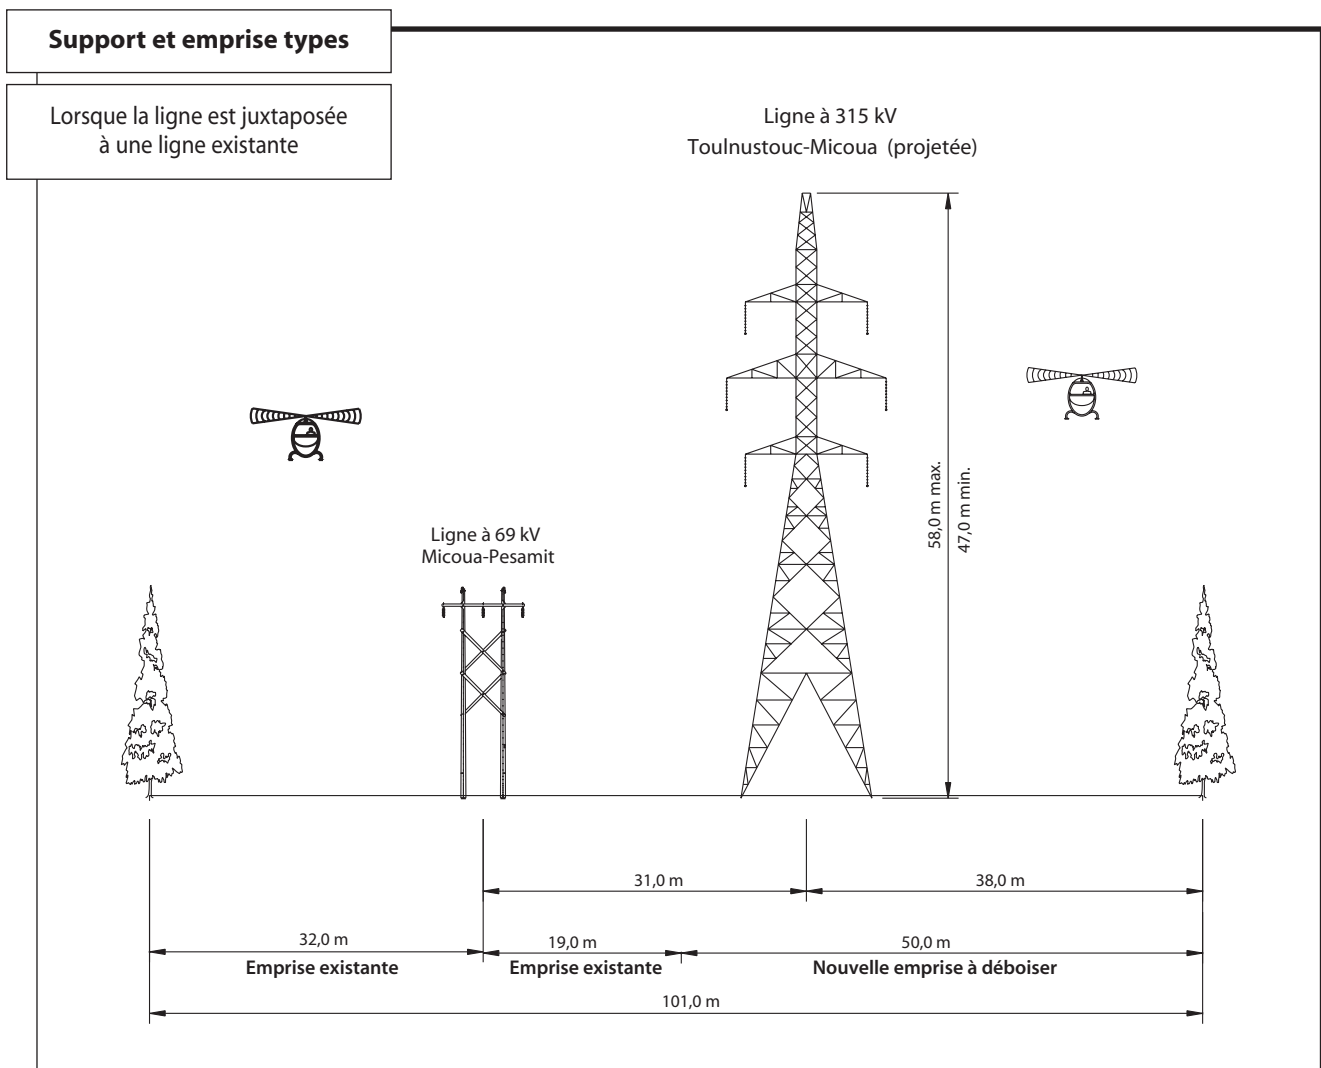 Support et emprise types
Lorsque la ligne est juxtaposée
à une ligne existante
Ligne à 315 kV
Toulnustouc-Micoua (projetée)
58,0 m max.
47,0 m min.
Ligne à 69 kV
Micoua-Pesamit
31,0 m
38,0 m
32,0 m
19,0 m
50,0 m
Emprise existante
Emprise existante
Nouvelle emprise à déboiser
101,0 m